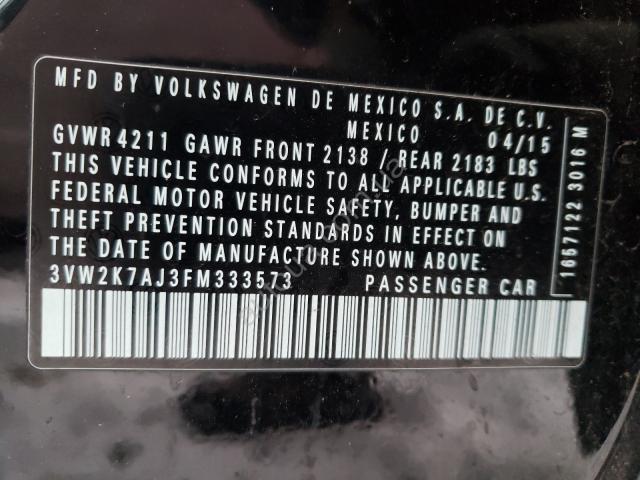 MFD BY VOLKSWAGEN DE MEXICO S.A. DE C.V.
MEXICO 04/15
GVWR 4211 GAWR FRONT 2138 / REAR 2183 LBS
THIS VEHICLE CONFORMS TO ALL APPLICABLE U.S.
FEDERAL MOTOR VEHICLE SAFETY, BUMPER AND
THEFT PREVENTION STANDARDS IN EFFECT ON
THE DATE OF MANUFACTURE SHOWN ABOVE.
3VW2K7AJ3FM333573 PASSENGER CAR
1657122 3016 M